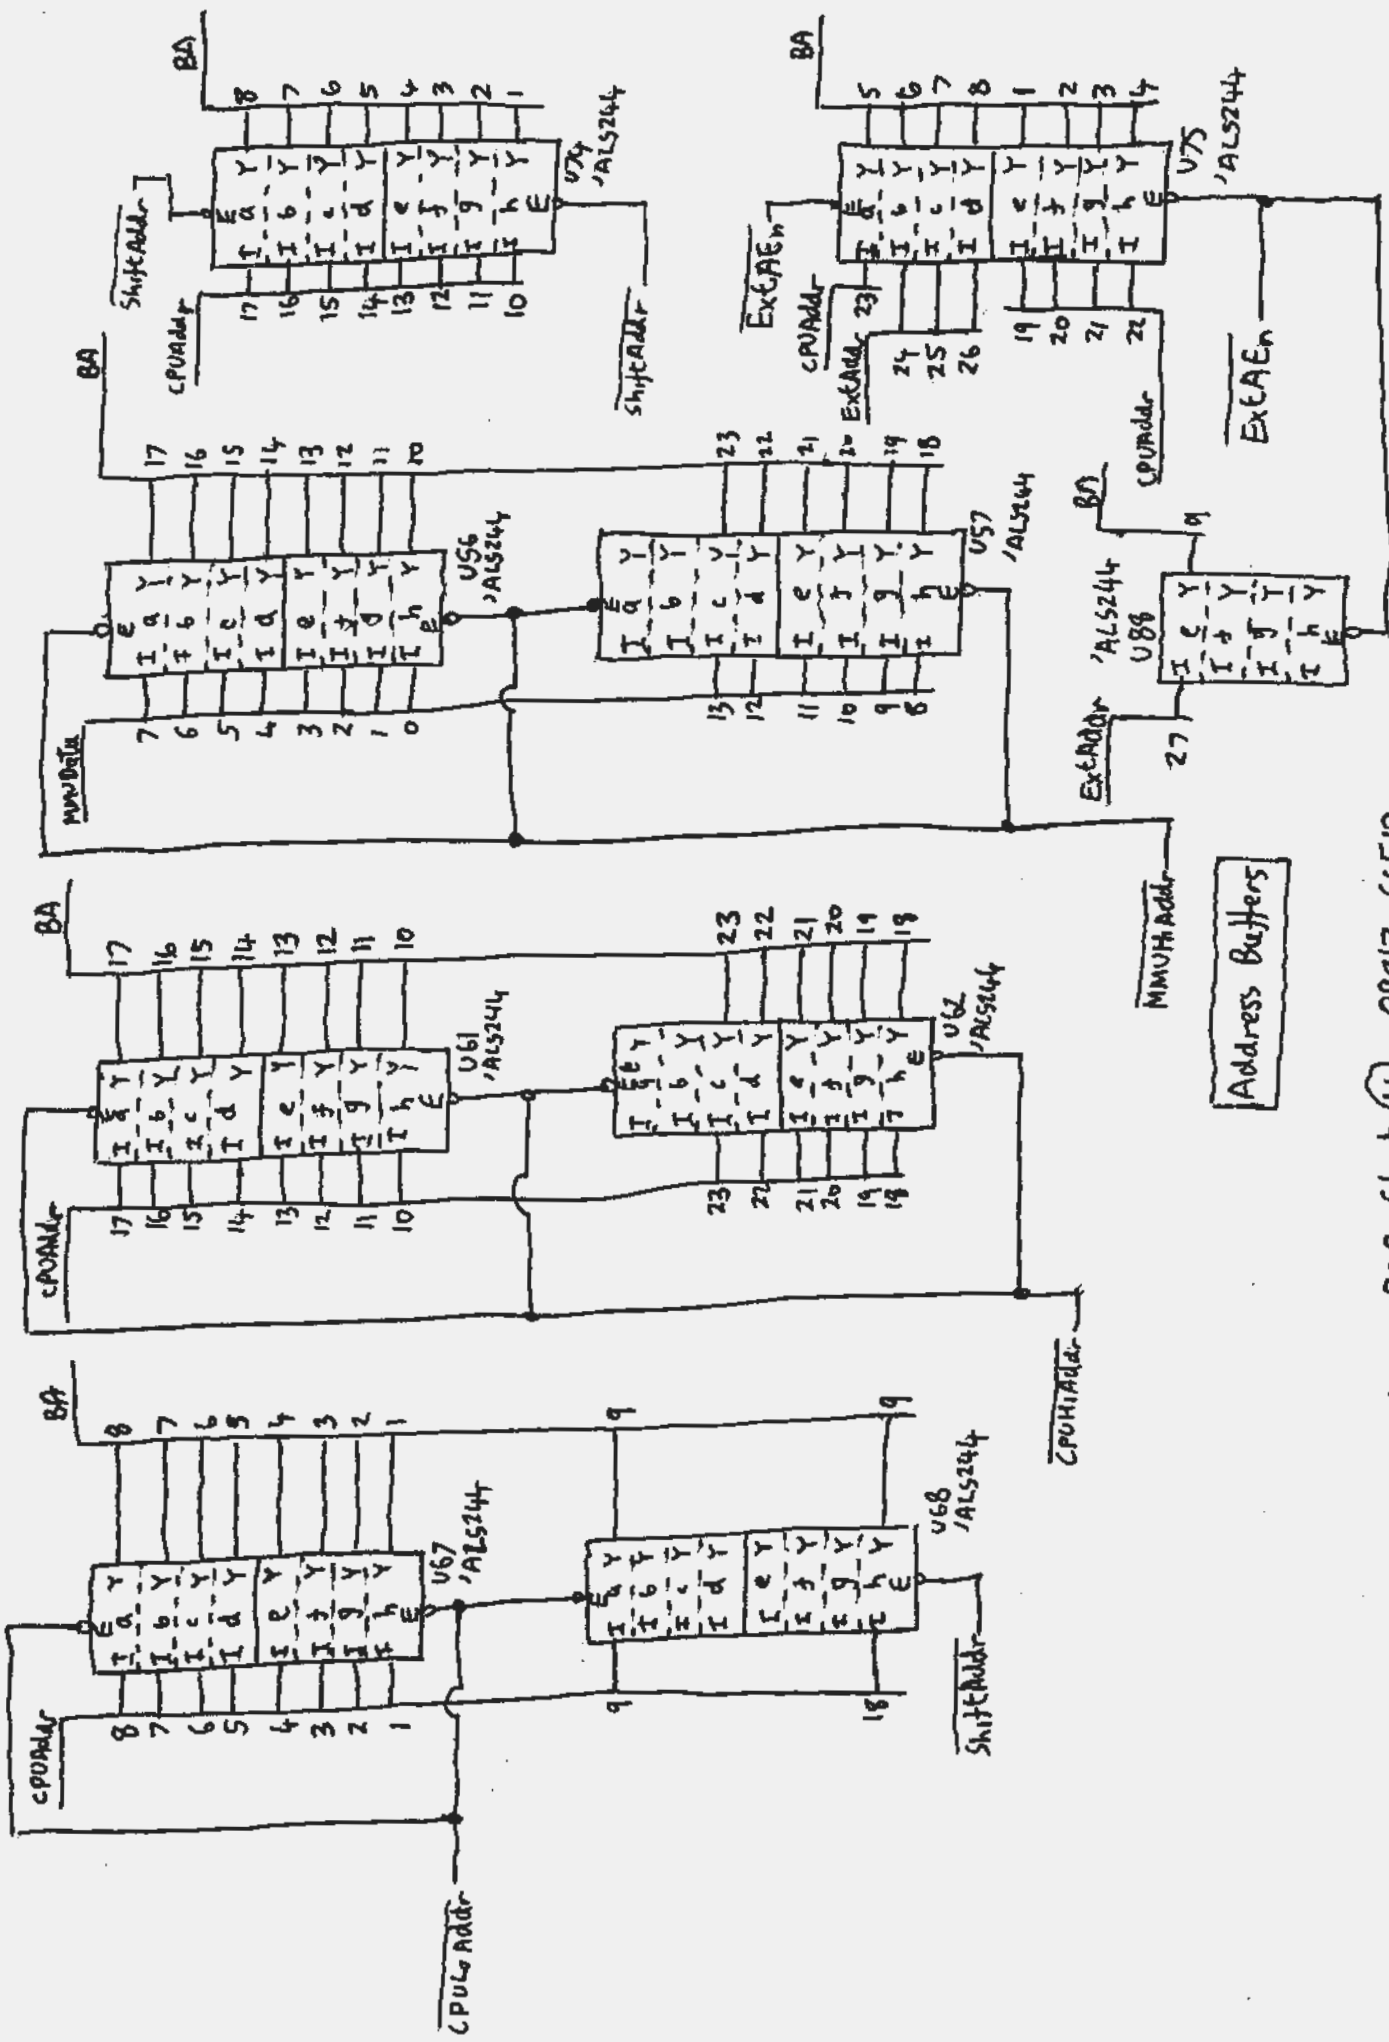 CPUAddr
8
7
6
5
4
3
2
1
BA
8
7
6
5
4
3
2
1
E
I a Y
I b Y
I c Y
I d Y
I e Y
I f Y
I g Y
I h Y
E
U67
'ALS244
CPULoAddr
9
18
9
9
E
I a Y
I b Y
I c Y
I d Y
I e Y
I f Y
I g Y
I h Y
E
U68
'ALS244
ShiftAddr
CPUAddr
17
16
15
14
13
12
11
10
BA
17
16
15
14
13
12
11
10
E
I a Y
I b Y
I c Y
I d Y
I e Y
I f Y
I g Y
I h Y
E
U61
'ALS244
23
22
21
20
19
18
23
22
21
20
19
18
E
I Y
I b Y
I c Y
I d Y
I e Y
I f Y
I g Y
I h Y
E
U62
'ALS244
CPUHiAddr
MMUData
7
6
5
4
3
2
1
0
BA
17
16
15
14
13
12
11
10
E
I a Y
I b Y
I c Y
I d Y
I e Y
I f Y
I g Y
I h Y
E
U56
'ALS244
13
12
11
10
9
8
23
22
21
20
19
18
E
I a Y
I b Y
I c Y
I d Y
I e Y
I f Y
I g Y
I h Y
E
U57
'ALS244
MMUHiAddr
ShiftAddr
CPUAddr
17
16
15
14
13
12
11
10
BA
8
7
6
5
4
3
2
1
E
I a Y
I b Y
I c Y
I d Y
I e Y
I f Y
I g Y
I h Y
E
U74
'ALS244
ShiftAddr
ExtAEn
CPUAddr
23
ExtAddr
24
25
26
19
20
21
22
CPUAddr
BA
5
6
7
8
1
2
3
4
E
I a Y
I b Y
I c Y
I d Y
I e Y
I f Y
I g Y
I h Y
E
U75
'ALS244
ExtAEn
ExtAddr
27
BA
9
'ALS244
U88
I e Y
I f Y
I g Y
I h Y
E
Address Buffers